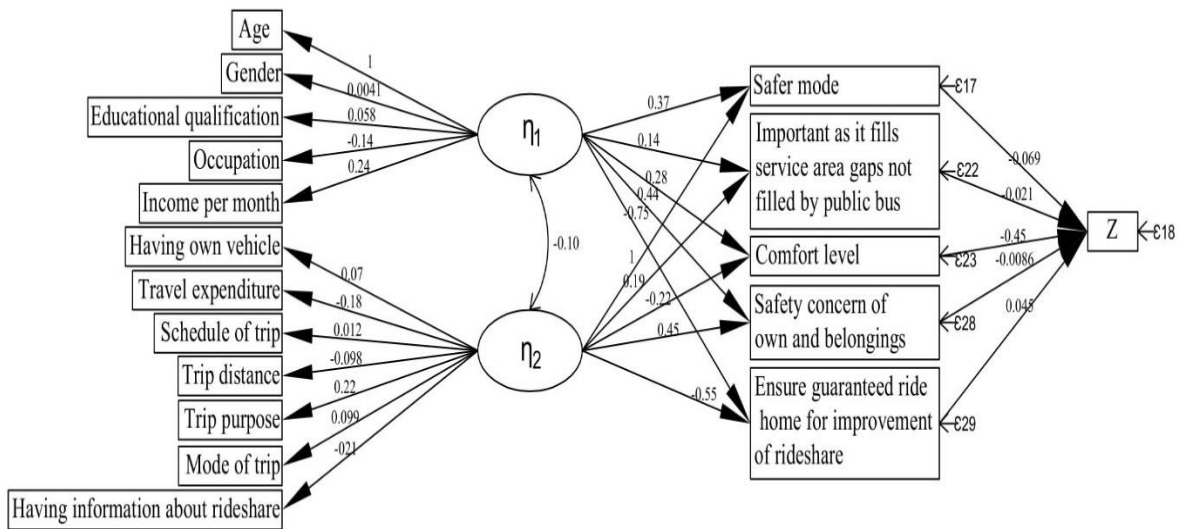 Age
Gender
Educational qualification
Occupation
Income per month
Having own vehicle
Travel expenditure
Schedule of trip
Trip distance
Trip purpose
Mode of trip
Having information about rideshare
1
0.0041
0.058
-0.14
0.24
0.07
-0.18
0.012
-0.098
0.22
0.099
-021
η1
η2
-0.10
0.37
0.14
0.28
0.44
-0.75
1
0.19
-0.22
0.45
-0.55
Safer mode
Important as it fills
service area gaps not
filled by public bus
Comfort level
Safety concern of
own and belongings
Ensure guaranteed ride
home for improvement
of rideshare
ε17
ε22
ε23
ε28
ε29
-0.069
-0.021
-0.45
-0.0086
0.045
Z
ε18